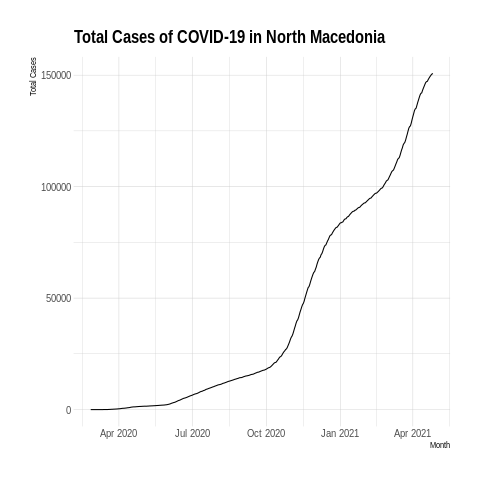 Total Cases of COVID-19 in North Macedonia
Total Cases
150000
100000
50000
0
Apr 2020 Jul 2020 Oct 2020 Jan 2021 Apr 2021
Month